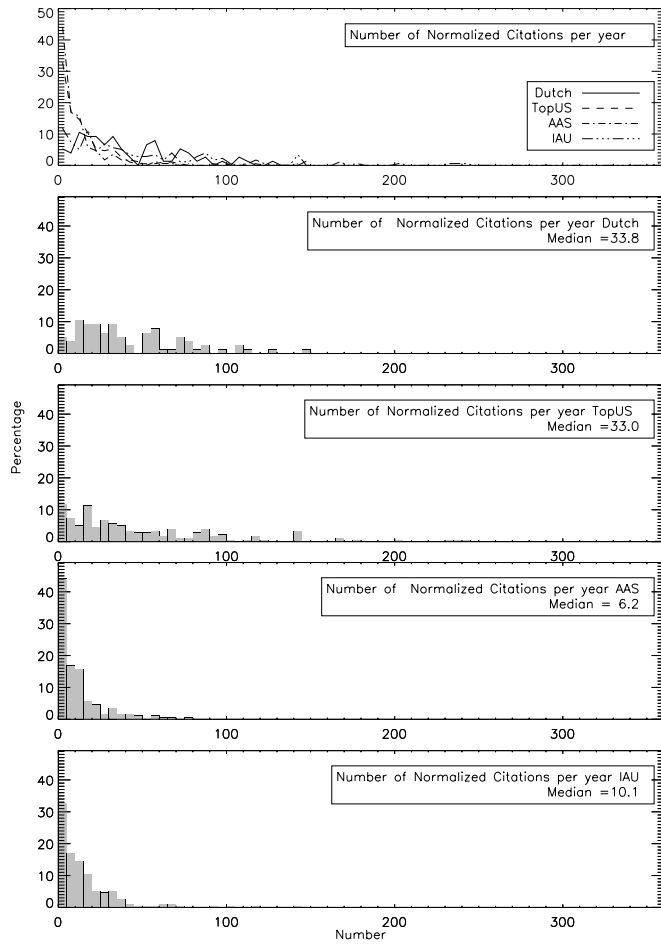 50
Number of Normalized Citations per year
40
30
Dutch
TopUS
AAS
IAU
20
10
0
0 100 200 300
Number of Normalized Citations per year Dutch
Median =33.8
40
30
20
10
0
0 100 200 300
Number of Normalized Citations per year TopUS
Median =33.0
40
30
20
10
0
0 100 200 300
Percentage
Number of Normalized Citations per year AAS
Median = 6.2
40
30
20
10
0
0 100 200 300
Number of Normalized Citations per year IAU
Median =10.1
40
30
20
10
0
0 100 200 300
Number